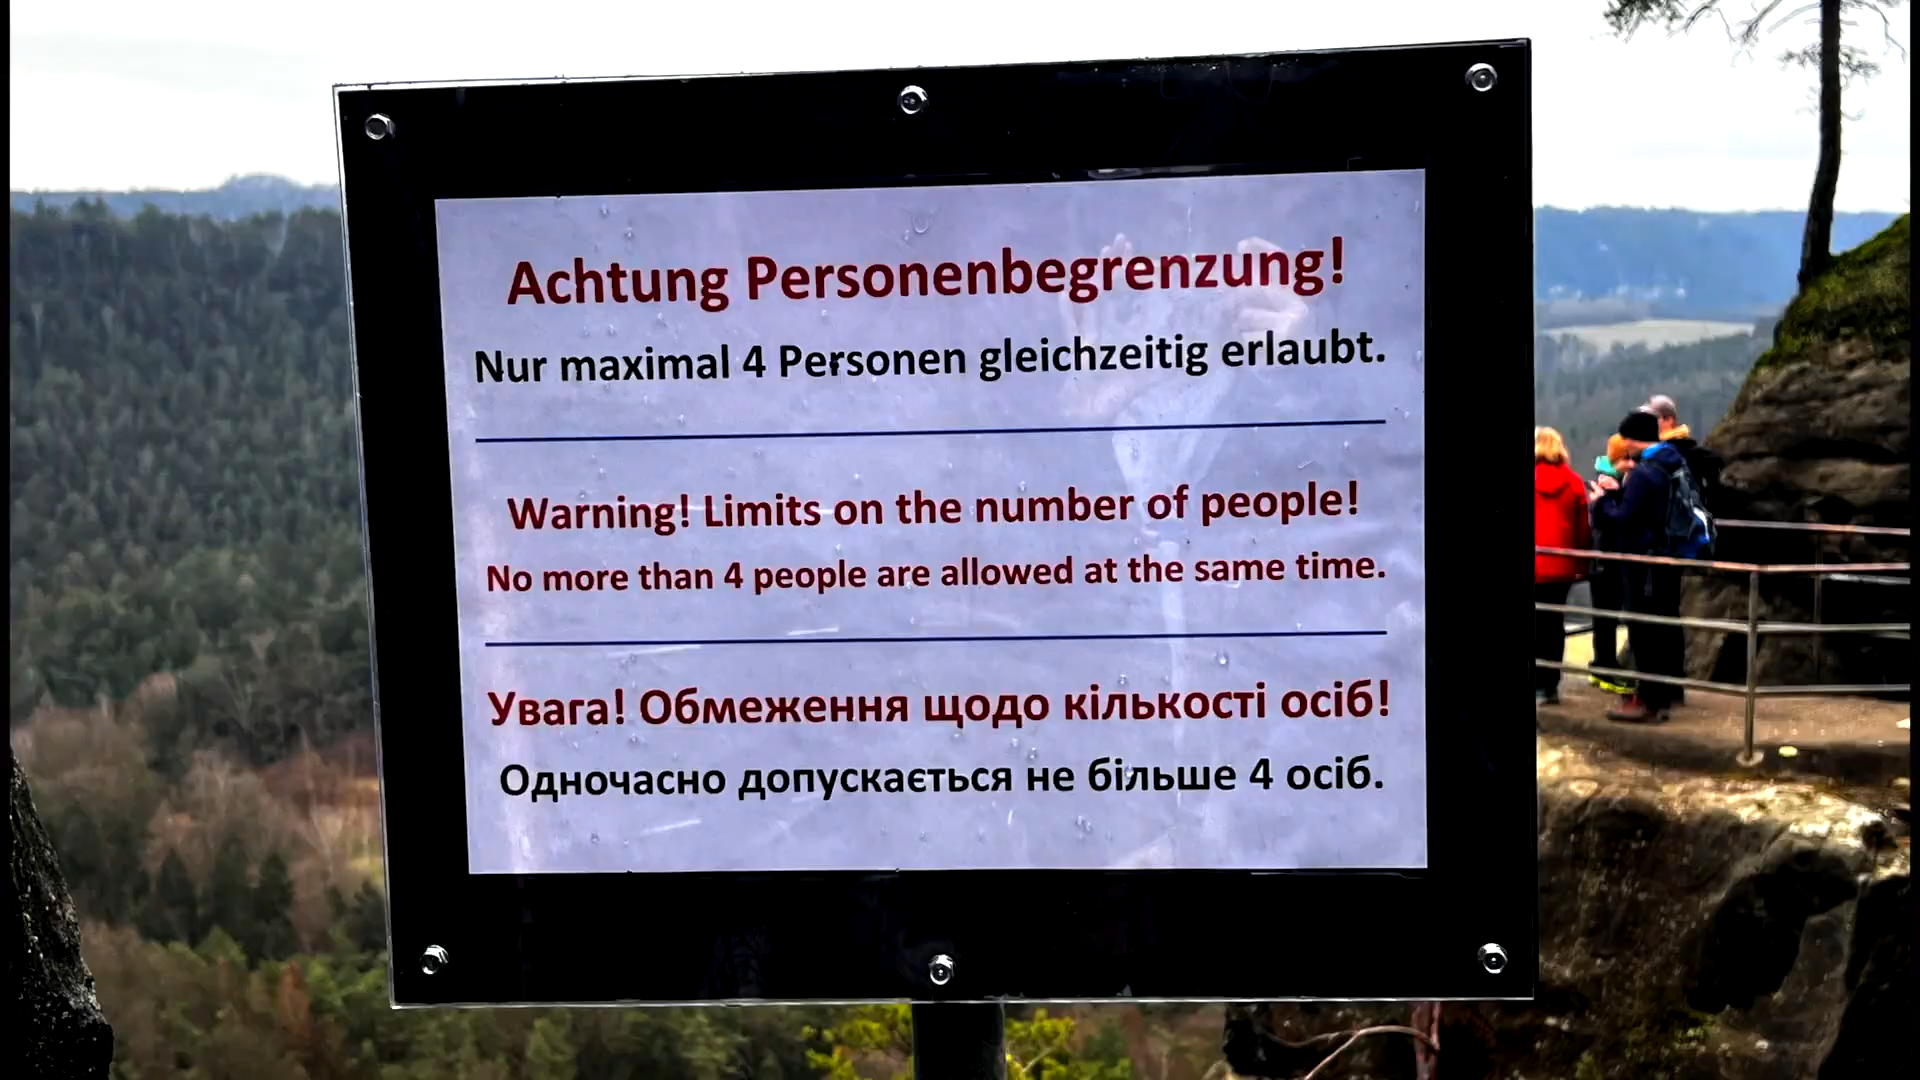 Achtung Personenbegrenzung!
Nur maximal 4 Personen gleichzeitig erlaubt.
Warning! Limits on the number of people!
No more than 4 people are allowed at the same time.
Увага! Обмеження щодо кількості осіб!
Одночасно допускається не більше 4 осіб.